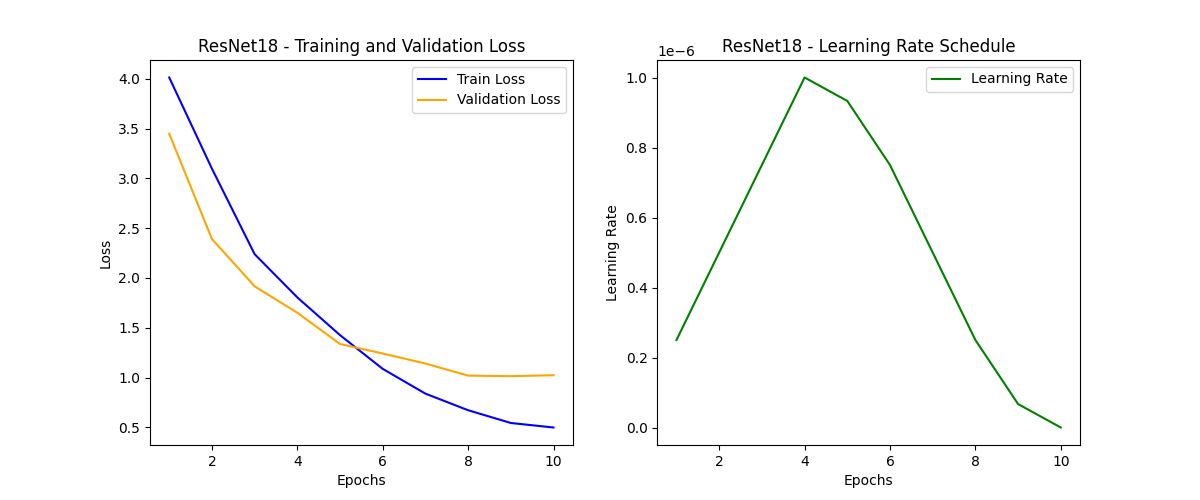 ResNet18 - Training and Validation Loss
Train Loss
Validation Loss
4.0
3.5
3.0
2.5
2.0
1.5
1.0
0.5
Loss
2 4 6 8 10
Epochs
ResNet18 - Learning Rate Schedule
1e−6
Learning Rate
1.0
0.8
0.6
0.4
0.2
0.0
Learning Rate
2 4 6 8 10
Epochs